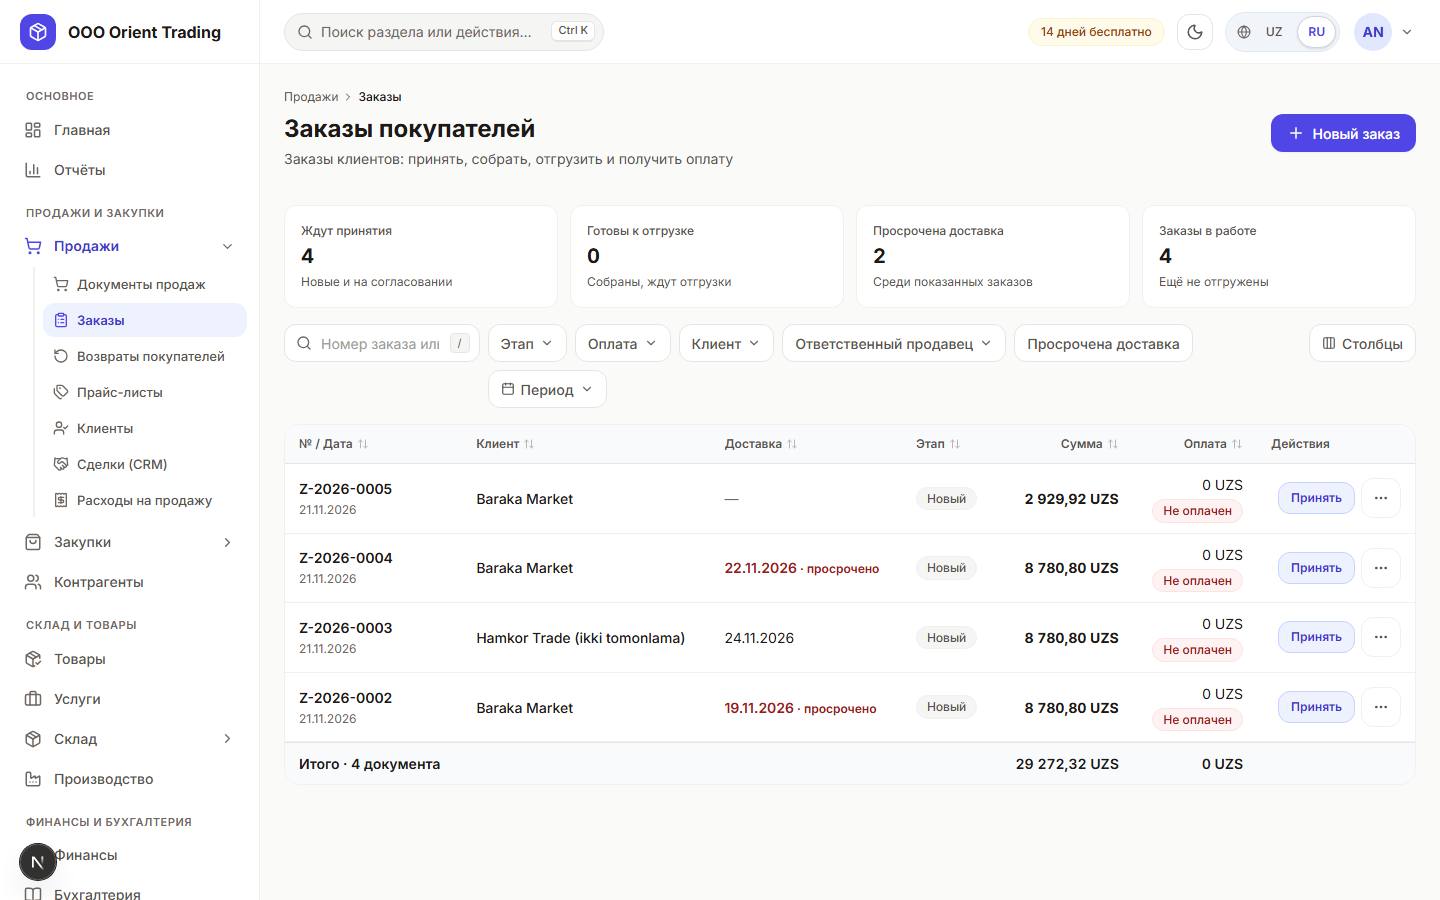 ООО Orient Trading
Поиск раздела или действия...
Ctrl K
14 дней бесплатно
UZ
RU
AN
ОСНОВНОЕ
Главная
Отчёты
ПРОДАЖИ И ЗАКУПКИ
Продажи
Документы продаж
Заказы
Возвраты покупателей
Прайс-листы
Клиенты
Сделки (CRM)
Расходы на продажу
Закупки
Контрагенты
СКЛАД И ТОВАРЫ
Товары
Услуги
Склад
Производство
ФИНАНСЫ И БУХГАЛТЕРИЯ
Финансы
N
Бухгалтерия
Продажи > Заказы
Заказы покупателей
Заказы клиентов: принять, собрать, отгрузить и получить оплату
+ Новый заказ
Ждут принятия
4
Новые и на согласовании
Готовы к отгрузке
0
Собраны, ждут отгрузки
Просрочена доставка
2
Среди показанных заказов
Заказы в работе
4
Ещё не отгружены
Номер заказа или
/
Этап
Оплата
Клиент
Ответственный продавец
Просрочена доставка
Столбцы
Период
№ / Дата Клиент Доставка Этап Сумма Оплата Действия
Z-2026-0005
21.11.2026
Baraka Market
—
Новый
2 929,92 UZS
0 UZS
Не оплачен
Принять
...
Z-2026-0004
21.11.2026
Baraka Market
22.11.2026 · просрочено
Новый
8 780,80 UZS
0 UZS
Не оплачен
Принять
...
Z-2026-0003
21.11.2026
Hamkor Trade (ikki tomonlama)
24.11.2026
Новый
8 780,80 UZS
0 UZS
Не оплачен
Принять
...
Z-2026-0002
21.11.2026
Baraka Market
19.11.2026 · просрочено
Новый
8 780,80 UZS
0 UZS
Не оплачен
Принять
...
Итого · 4 документа 29 272,32 UZS 0 UZS